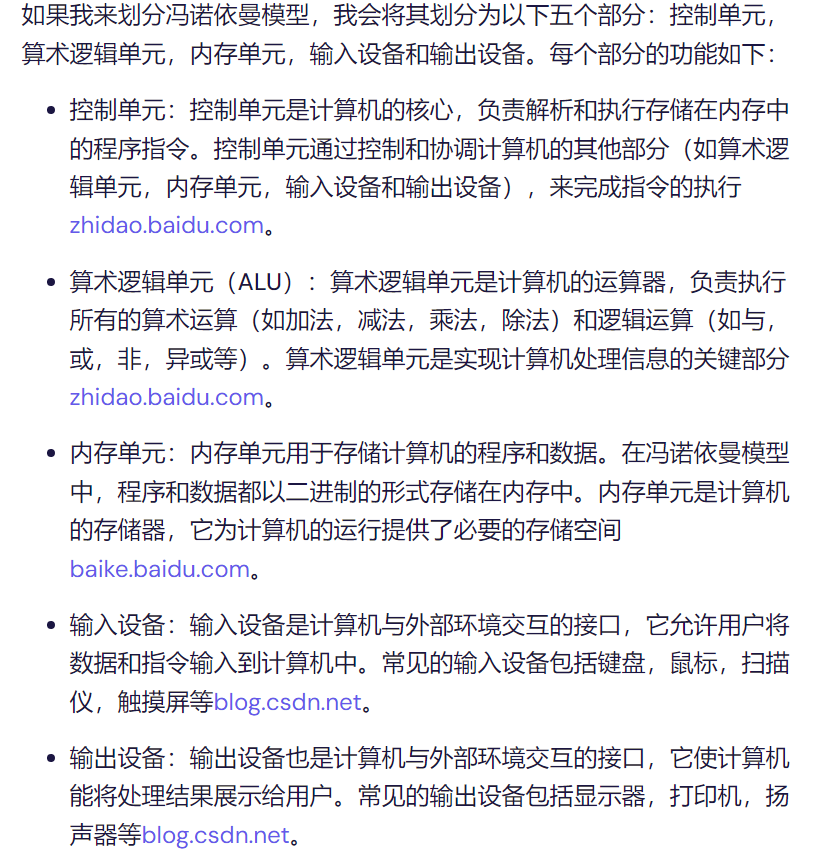 如果我来划分冯诺依曼模型，我会将其划分为以下五个部分：控制单元，
算术逻辑单元，内存单元，输入设备和输出设备。每个部分的功能如下：
• 控制单元：控制单元是计算机的核心，负责解析和执行存储在内存中
的程序指令。控制单元通过控制和协调计算机的其他部分（如算术逻
辑单元，内存单元，输入设备和输出设备），来完成指令的执行
zhidao.baidu.com。
• 算术逻辑单元（ALU）：算术逻辑单元是计算机的运算器，负责执行
所有的算术运算（如加法，减法，乘法，除法）和逻辑运算（如与，
或，非，异或等）。算术逻辑单元是实现计算机处理信息的关键部分
zhidao.baidu.com。
• 内存单元：内存单元用于存储计算机的程序和数据。在冯诺依曼模型
中，程序和数据都以二进制的形式存储在内存中。内存单元是计算机
的存储器，它为计算机的运行提供了必要的存储空间
baike.baidu.com。
• 输入设备：输入设备是计算机与外部环境交互的接口，它允许用户将
数据和指令输入到计算机中。常见的输入设备包括键盘，鼠标，扫描
仪，触摸屏等blog.csdn.net。
• 输出设备：输出设备也是计算机与外部环境交互的接口，它使计算机
能将处理结果展示给用户。常见的输出设备包括显示器，打印机，扬
声器等blog.csdn.net。